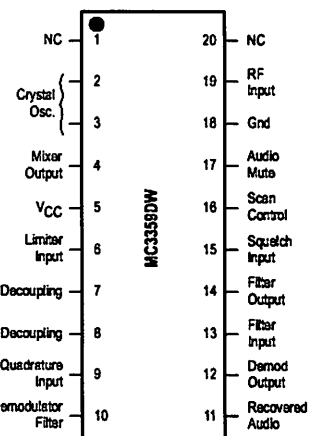 NC 1 20 NC
Crystal Osc. 2 19 RF Input
3 18 Gnd
Mixer Output 4 17 Audio Mute
VCC 5 16 Scan Control
Limiter Input 6 15 Squelch Input
Decoupling 7 14 Filter Output
Decoupling 8 13 Filter Input
Quadrature Input 9 12 Demod Output
emodulator Filter 10 11 Recovered Audio
MC3359DW